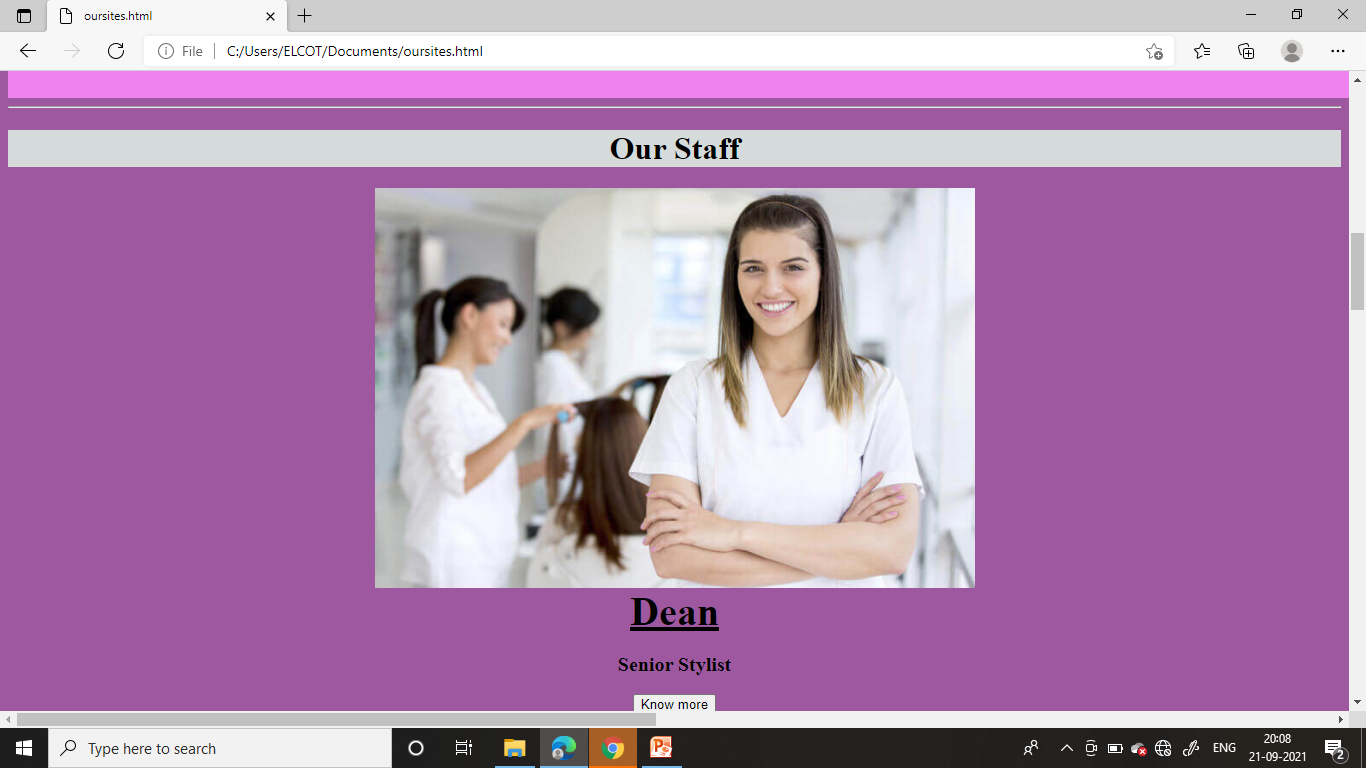 oursites.html
File
C:/Users/ELCOT/Documents/oursites.html
Our Staff
Dean
Senior Stylist
Know more
Type here to search
ENG
20:08
21-09-2021
2